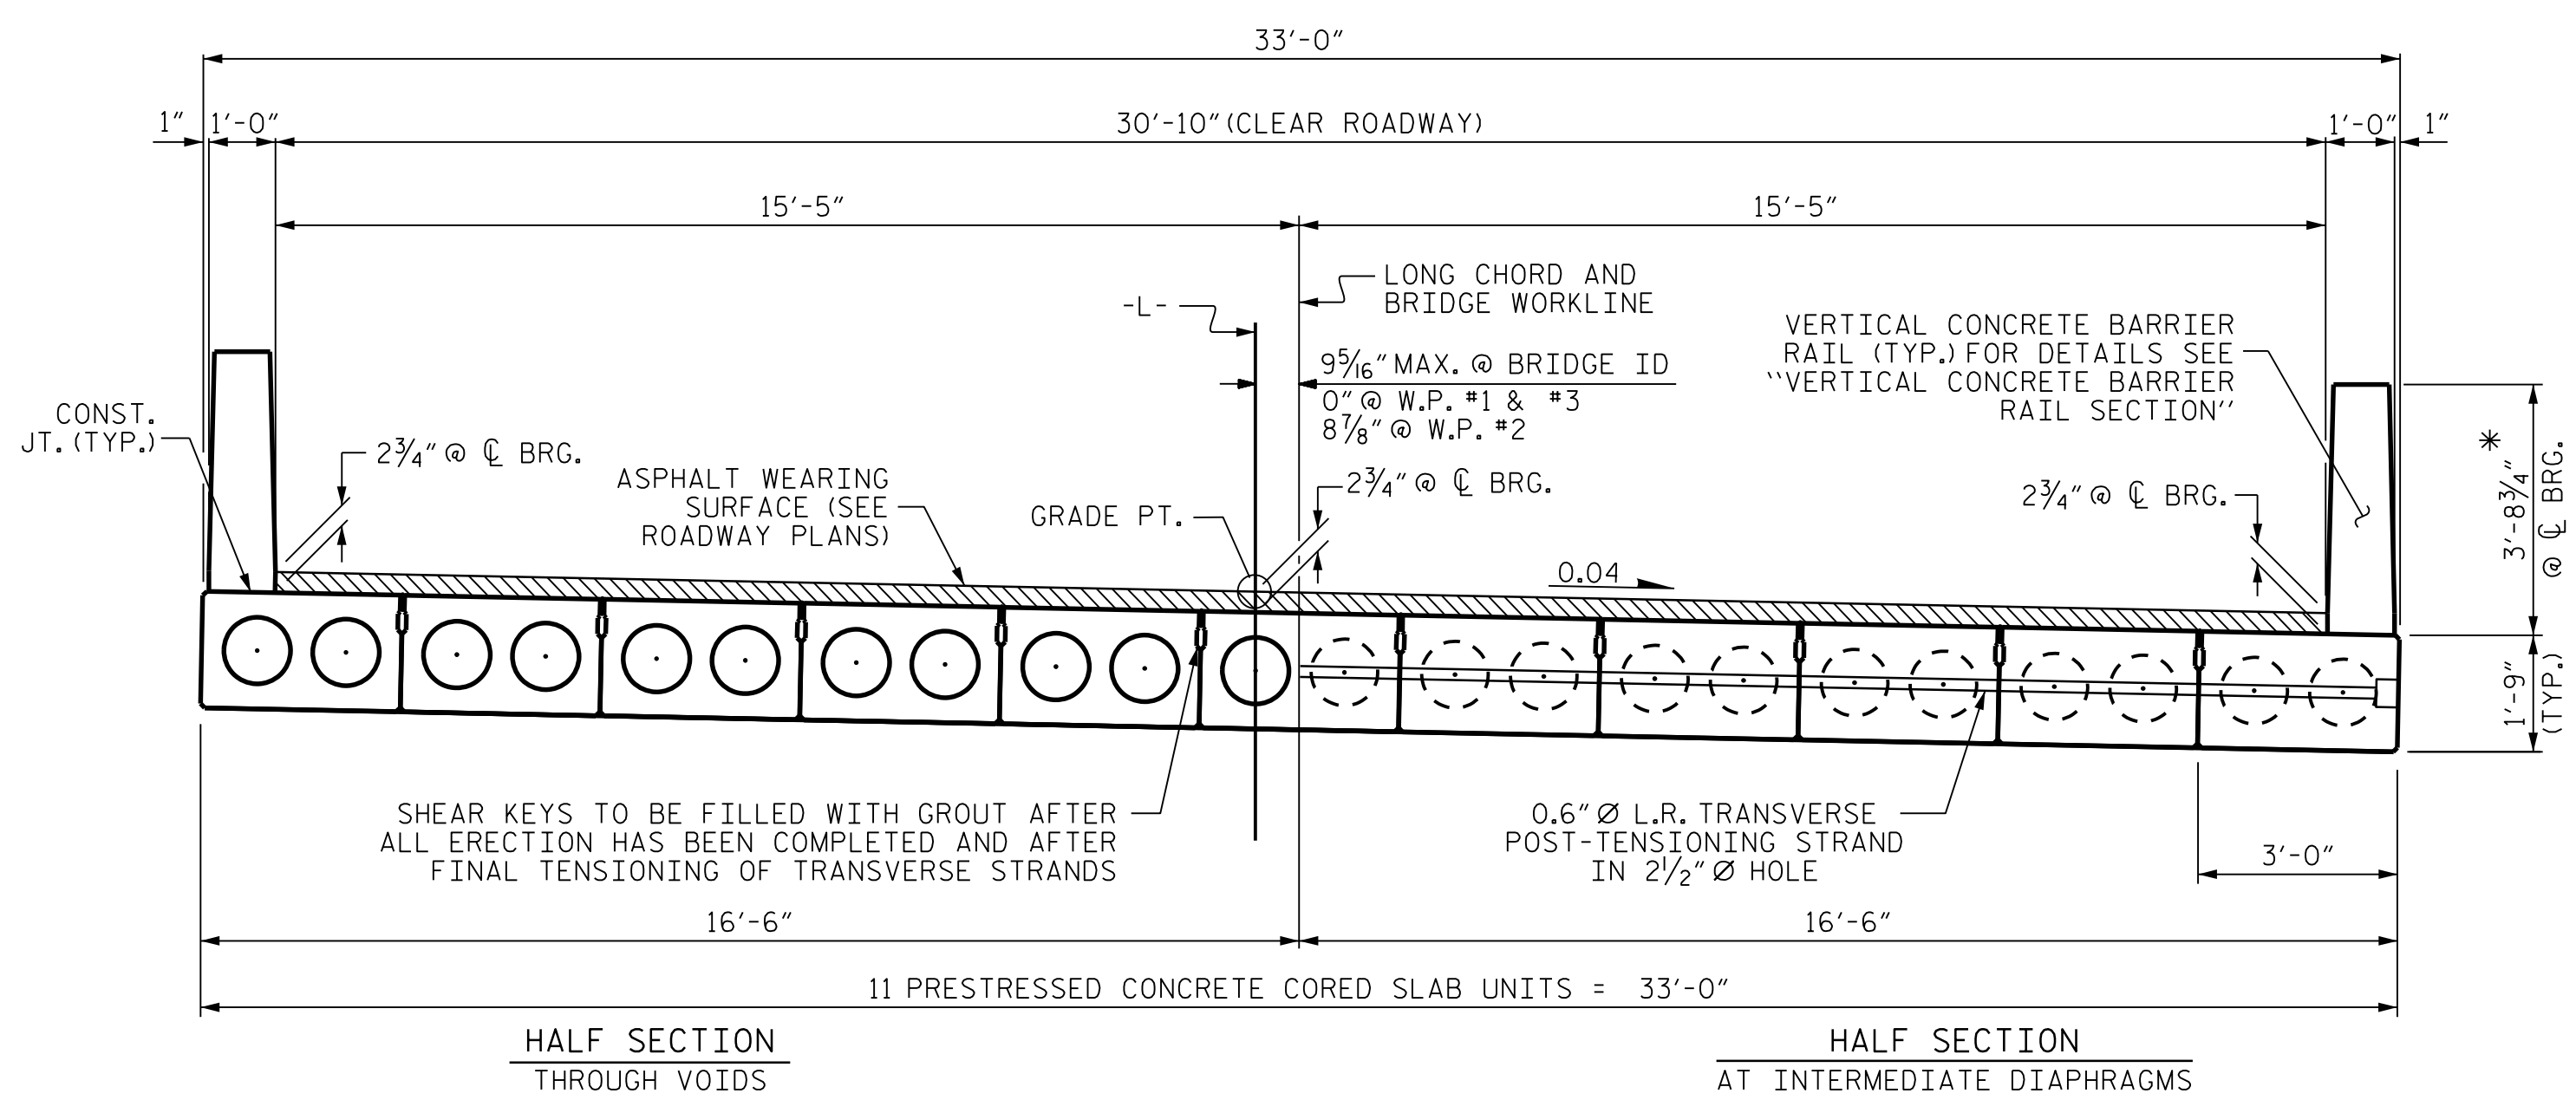 33'-0"
1"
1'-0"
30'-10" (CLEAR ROADWAY)
1'-0"
1"
15'-5"
15'-5"
-L-
LONG CHORD AND
BRIDGE WORKLINE
9 5/16" MAX. @ BRIDGE ID
0" @ W.P. #1 & #3
8 7/8" @ W.P. #2
VERTICAL CONCRETE BARRIER
RAIL (TYP.) FOR DETAILS SEE
"VERTICAL CONCRETE BARRIER
RAIL SECTION"
CONST.
JT. (TYP.)
2 3/4" @ ℄ BRG.
ASPHALT WEARING
SURFACE (SEE
ROADWAY PLANS)
GRADE PT.
2 3/4" @ ℄ BRG.
2 3/4" @ ℄ BRG.
0.04
3'-8 3/4" *
@ ℄ BRG.
1'-9"
(TYP.)
SHEAR KEYS TO BE FILLED WITH GROUT AFTER
ALL ERECTION HAS BEEN COMPLETED AND AFTER
FINAL TENSIONING OF TRANSVERSE STRANDS
0.6" Ø L.R. TRANSVERSE
POST-TENSIONING STRAND
IN 2 1/2" Ø HOLE
3'-0"
16'-6"
16'-6"
11 PRESTRESSED CONCRETE CORED SLAB UNITS = 33'-0"
HALF SECTION
THROUGH VOIDS
HALF SECTION
AT INTERMEDIATE DIAPHRAGMS